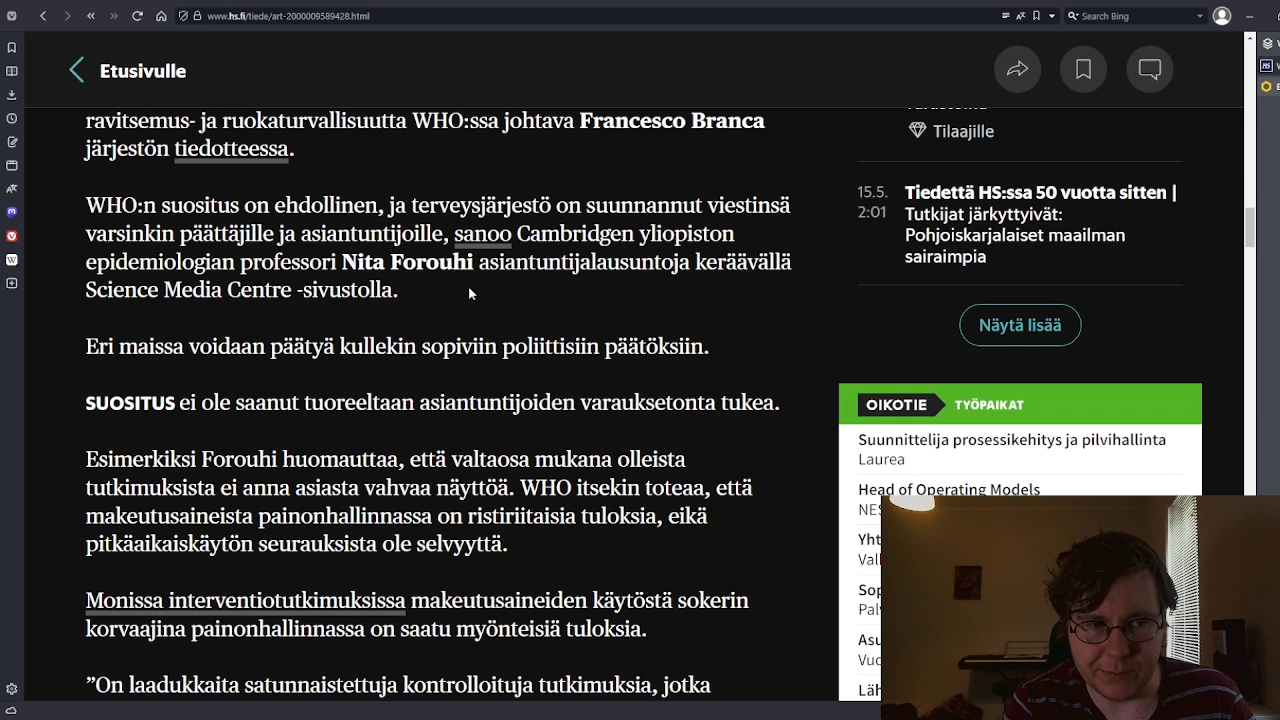 www.hs.fi/tiede/art-2000009589428.html
Search Bing
Etusivulle
ravitsemus- ja ruokaturvallisuutta WHO:ssa johtava Francesco Branca
järjestön tiedotteessa.
WHO:n suositus on ehdollinen, ja terveysjärjestö on suunnannut viestinsä
varsinkin päättäjille ja asiantuntijoille, sanoo Cambridgen yliopiston
epidemiologian professori Nita Forouhi asiantuntijalausuntoja keräävällä
Science Media Centre -sivustolla.
Eri maissa voidaan päätyä kullekin sopiviin poliittisiin päätöksiin.
SUOSITUS ei ole saanut tuoreeltaan asiantuntijoiden varauksetonta tukea.
Esimerkiksi Forouhi huomauttaa, että valtaosa mukana olleista
tutkimuksista ei anna asiasta vahvaa näyttöä. WHO itsekin toteaa, että
makeutusaineista painonhallinnassa on ristiriitaisia tuloksia, eikä
pitkäaikaiskäytön seurauksista ole selvyyttä.
Monissa interventiotutkimuksissa makeutusaineiden käytöstä sokerin
korvaajina painonhallinnassa on saatu myönteisiä tuloksia.
”On laadukkaita satunnaistettuja kontrolloituja tutkimuksia, jotka
Tilaajille
15.5.
2:01
Tiedettä HS:ssa 50 vuotta sitten |
Tutkijat järkyttyivät:
Pohjoiskarjalaiset maailman
sairaimpia
Näytä lisää
OIKOTIE TYÖPAIKAT
Suunnittelija prosessikehitys ja pilvihallinta
Laurea
Head of Operating Models